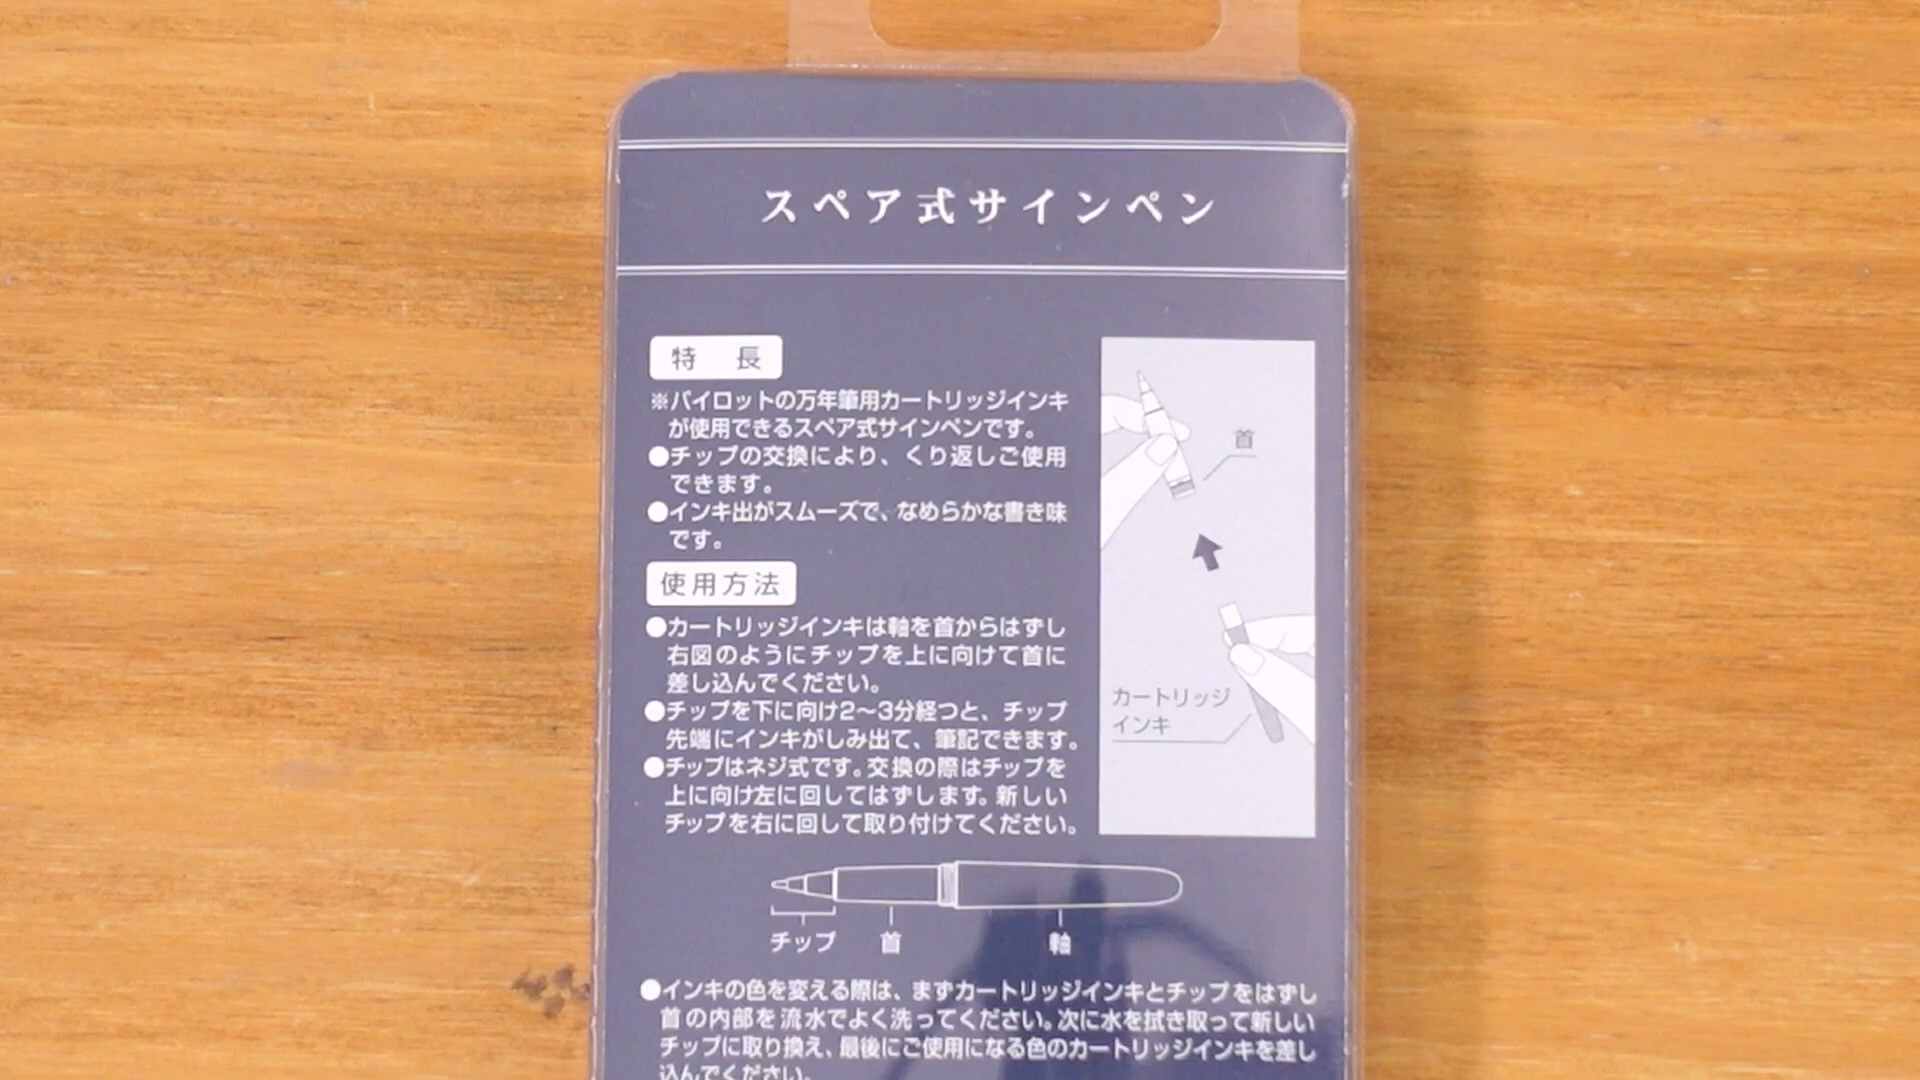 スペア式サインペン
特 長
※パイロットの万年筆用カートリッジインキ
が使用できるスペア式サインペンです。
●チップの交換により、くり返しご使用
できます。
●インキ出がスムーズで、なめらかな書き味
です。
使用方法
●カートリッジインキは軸を首からはずし
右図のようにチップを上に向けて首に
差し込んでください。
●チップを下に向け2〜3分経つと、チップ
先端にインキがしみ出て、筆記できます。
●チップはネジ式です。交換の際はチップを
上に向け左に回してはずします。新しい
チップを右に回して取り付けてください。
首
カートリッジ
インキ
チップ 首 軸
●インキの色を変える際は、まずカートリッジインキとチップをはずし
首の内部を流水でよく洗ってください。次に水を拭き取って新しい
チップに取り換え、最後にご使用になる色のカートリッジインキを差し
込んでください。